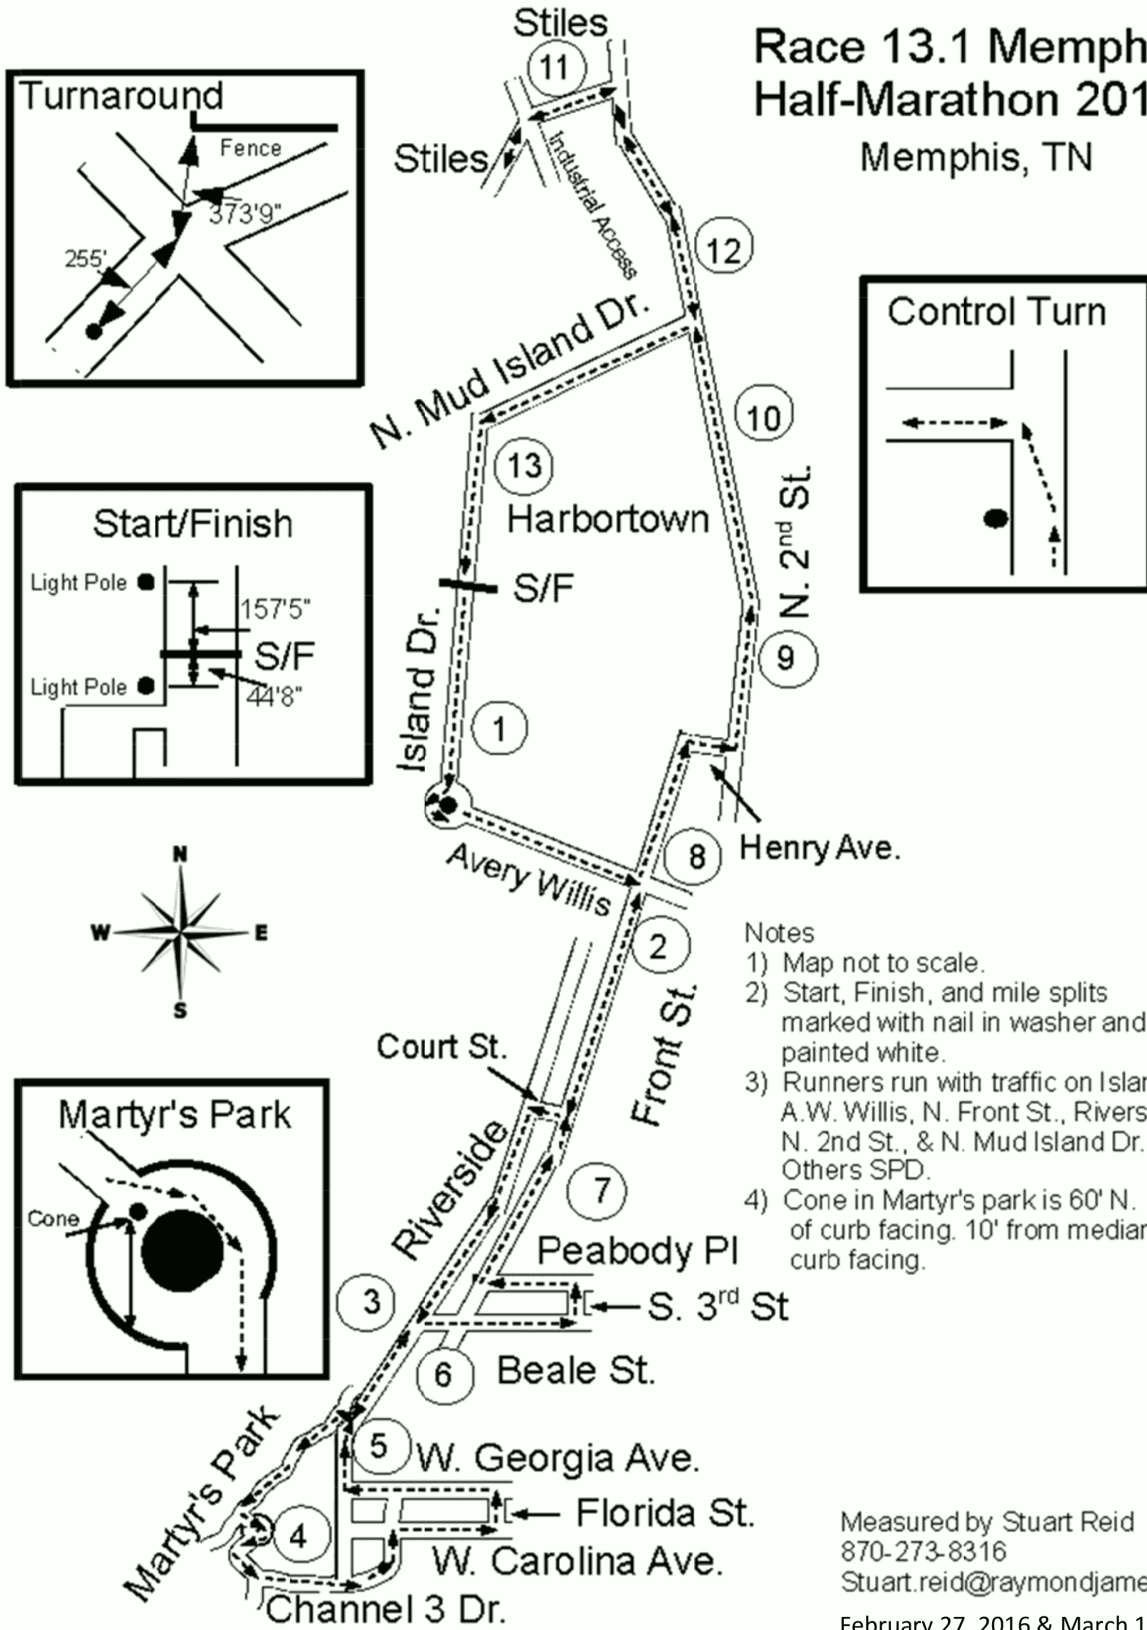 Race 13.1 Memph
Half-Marathon 201
Memphis, TN
Stiles
11
Stiles
Industrial Access
12
Turnaround
Fence
373'9"
255'
N. Mud Island Dr.
10
Control Turn
13
Harbortown
N. 2nd St.
S/F
Start/Finish
Light Pole
157'5"
S/F
Light Pole
44'8"
Island Dr.
9
1
Henry Ave.
8
Avery Willis
2
N
W E
S
Front St.
Court St.
Notes
1) Map not to scale.
2) Start, Finish, and mile splits
marked with nail in washer and
painted white.
3) Runners run with traffic on Islan
A.W. Willis, N. Front St., Rivers
N. 2nd St., & N. Mud Island Dr.
Others SPD.
4) Cone in Martyr's park is 60' N.
of curb facing. 10' from median
curb facing.
Martyr's Park
Cone
Riverside
7
Peabody Pl
3
S. 3rd St
6
Beale St.
Martyr's Park
5
W. Georgia Ave.
Florida St.
4
W. Carolina Ave.
Channel 3 Dr.
Measured by Stuart Reid
870-273-8316
Stuart.reid@raymondjame
February 27, 2016 & March 1